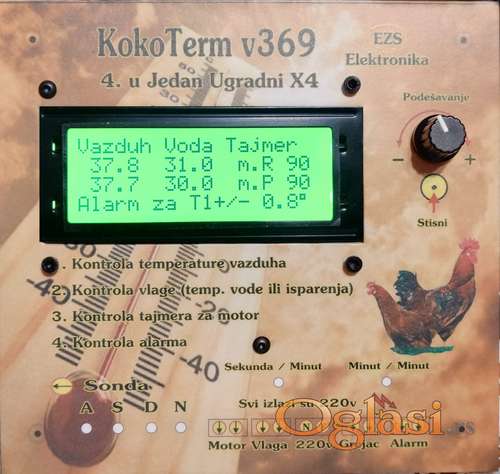 KokoTerm v369
EZS
Elektronika
4. u Jedan Ugradni X4
Podešavanje
Vazduh Voda Tajmer
37.8 31.0 m.R 90
37.7 30.0 m.P 90
Alarm za T1+/- 0.8°
- +
Stisni
1. Kontrola temperature vazduha
2. Kontrola vlage (temp. vode ili isparenja)
3. Kontrola tajmera za motor
4. Kontrola alarma
Sekunda / Minut Minut / Minut
Sonda
A S D N
Svi izlazi su 220v
Oglasi
Motor Vlaga 220v Grejac Alarm